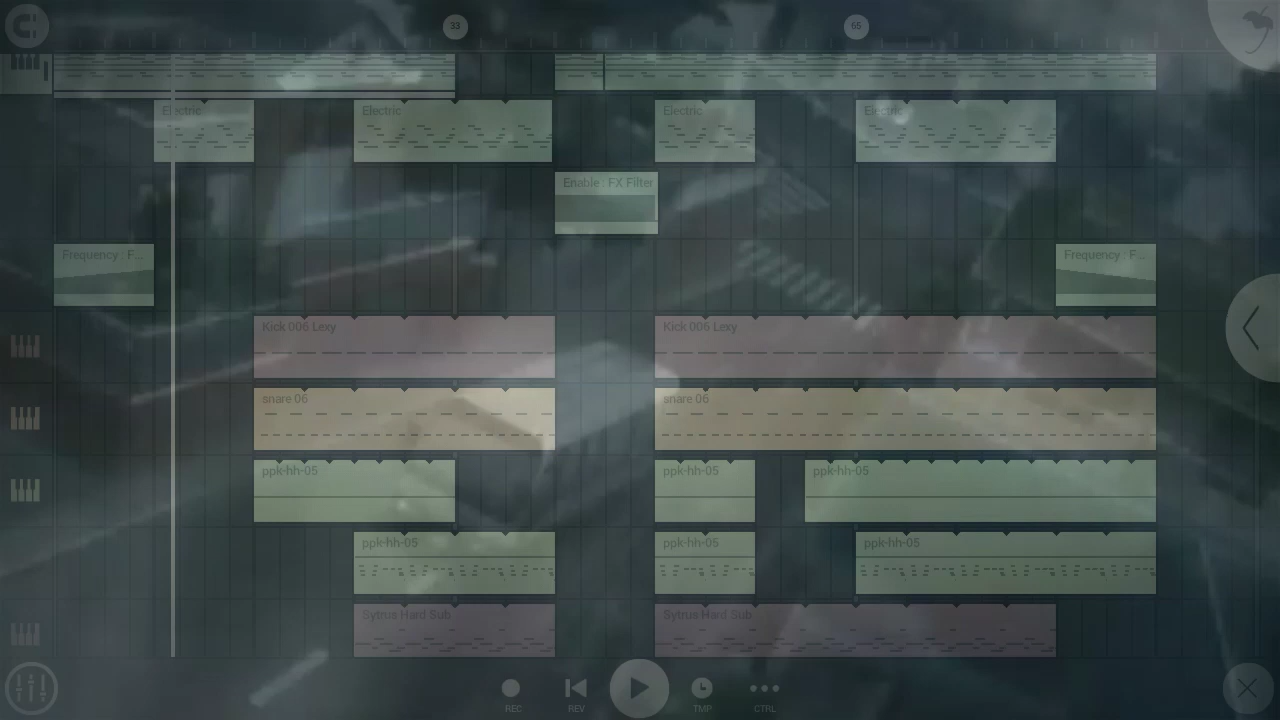 33 65
Electric Electric Electric Electric
Enable : FX Filter
Frequency : F... Frequency : F...
Kick 006 Lexy Kick 006 Lexy
snare 06 snare 06
ppk-hh-05 ppk-hh-05 ppk-hh-05
ppk-hh-05 ppk-hh-05 ppk-hh-05
Sytrus Hard Sub Sytrus Hard Sub
REC REV TMP CTRL